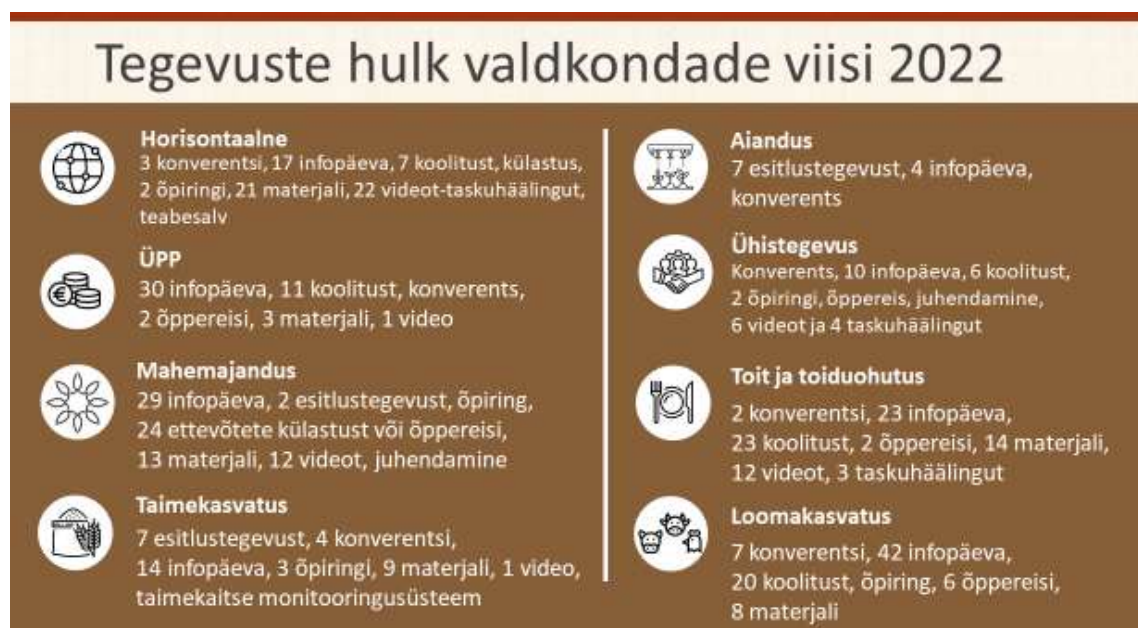 Tegevuste hulk valdkondade viisi 2022
Horisontaalne
3 konverentsi, 17 infopäeva, 7 koolitust, külastus,
2 õpiringi, 21 materjali, 22 videot-taskuhäälingut,
teabesalv
ÜPP
30 infopäeva, 11 koolitust, konverents,
2 õppereisi, 3 materjali, 1 video
Mahemajandus
29 infopäeva, 2 esitlustegevust, õpiring,
24 ettevõtete külastust või õppereisi,
13 materjali, 12 videot, juhendamine
Taimekasvatus
7 esitlustegevust, 4 konverentsi,
14 infopäeva, 3 õpiringi, 9 materjali, 1 video,
taimekaitse monitooringusüsteem
Aiandus
7 esitlustegevust, 4 infopäeva,
konverents
Ühistegevus
Konverents, 10 infopäeva, 6 koolitust,
2 õpiringi, õppereis, juhendamine,
6 videot ja 4 taskuhäälingut
Toit ja toiduohutus
2 konverentsi, 23 infopäeva,
23 koolitust, 2 õppereisi, 14 materjali,
12 videot, 3 taskuhäälingut
Loomakasvatus
7 konverentsi, 42 infopäeva,
20 koolitust, õpiring, 6 õppereisi,
8 materjali